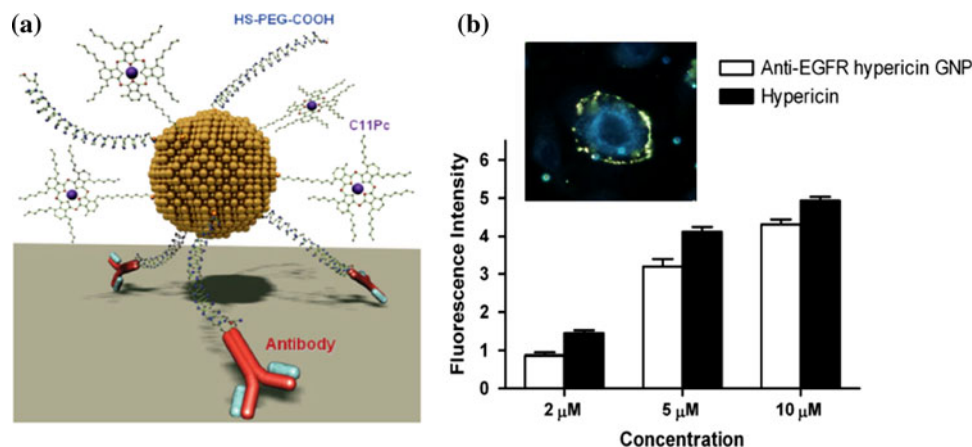 (a)
HS-PEG-COOH
C11Pc
Antibody
(b)
Anti-EGFR hypericin GNP
Hypericin
Fluorescence Intensity
6
5
4
3
2
1
0
2 μM
5 μM
10 μM
Concentration